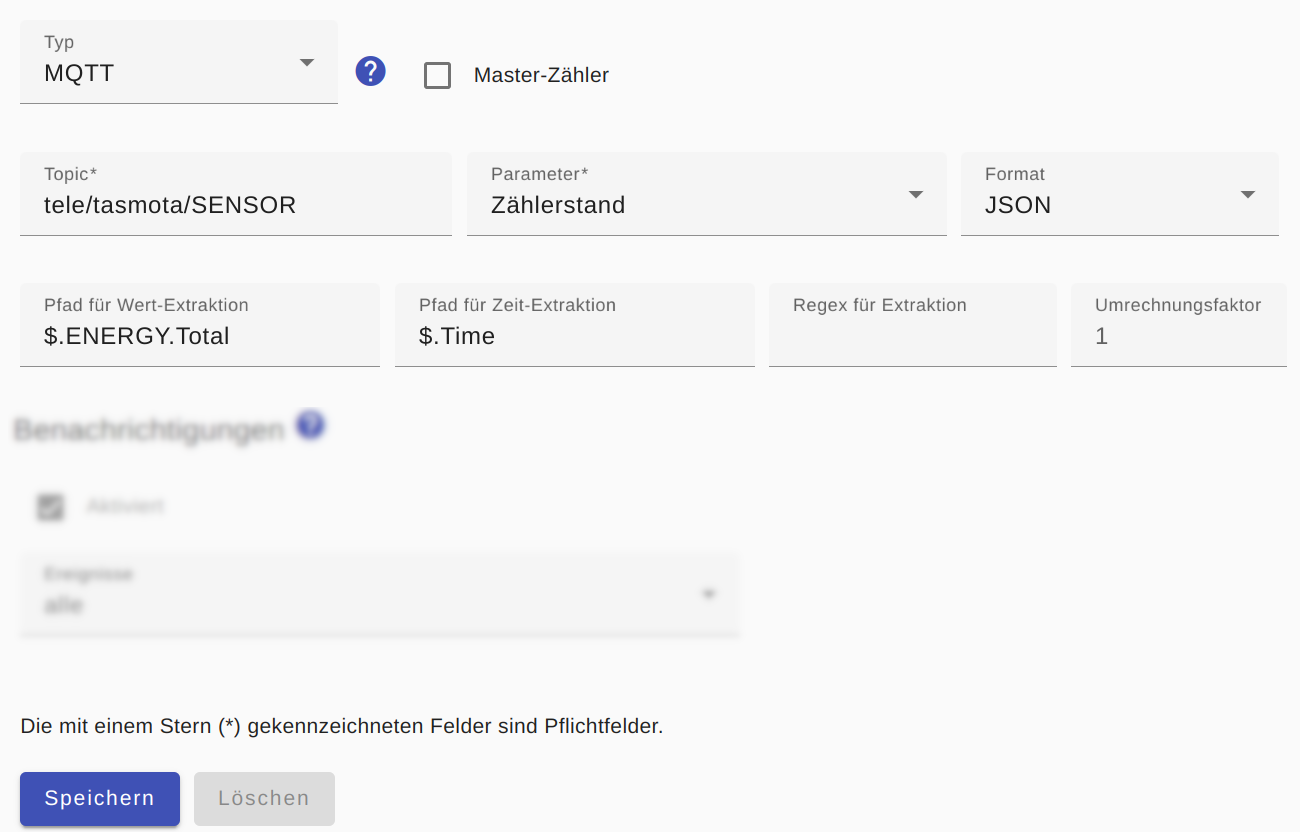 Typ
MQTT
? Master-Zähler
Topic* Parameter* Format
tele/tasmota/SENSOR Zählerstand JSON
Pfad für Wert-Extraktion Pfad für Zeit-Extraktion Regex für Extraktion Umrechnungsfaktor
$.ENERGY.Total $.Time 1
Benachrichtigungen ?
Aktiviert
Ereignisse
alle
Die mit einem Stern (*) gekennzeichneten Felder sind Pflichtfelder.
Speichern Löschen